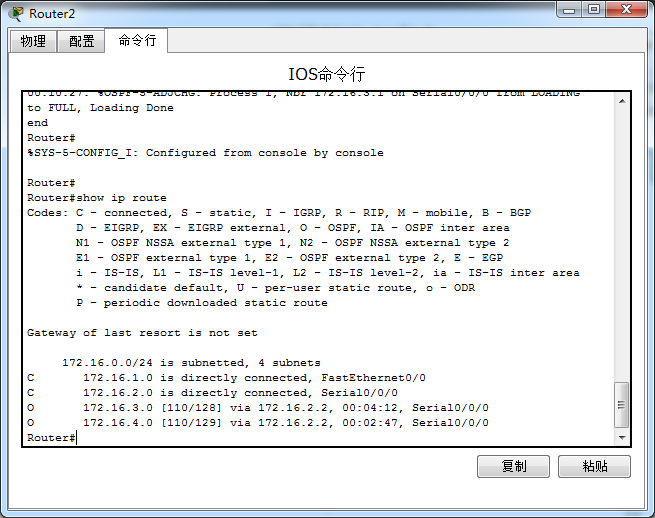 Router2
物理 配置 命令行
IOS命令行
00:10:27: %OSPF-5-ADJCHG: Process 1, Nbr 172.16.3.1 on Serial0/0/0 from LOADING
to FULL, Loading Done
end
Router#
%SYS-5-CONFIG_I: Configured from console by console
Router#
Router#show ip route
Codes: C - connected, S - static, I - IGRP, R - RIP, M - mobile, B - BGP
D - EIGRP, EX - EIGRP external, O - OSPF, IA - OSPF inter area
N1 - OSPF NSSA external type 1, N2 - OSPF NSSA external type 2
E1 - OSPF external type 1, E2 - OSPF external type 2, E - EGP
i - IS-IS, L1 - IS-IS level-1, L2 - IS-IS level-2, ia - IS-IS inter area
* - candidate default, U - per-user static route, o - ODR
P - periodic downloaded static route
Gateway of last resort is not set
172.16.0.0/24 is subnetted, 4 subnets
C 172.16.1.0 is directly connected, FastEthernet0/0
C 172.16.2.0 is directly connected, Serial0/0/0
O 172.16.3.0 [110/128] via 172.16.2.2, 00:04:12, Serial0/0/0
O 172.16.4.0 [110/129] via 172.16.2.2, 00:02:47, Serial0/0/0
Router#
复制 粘贴